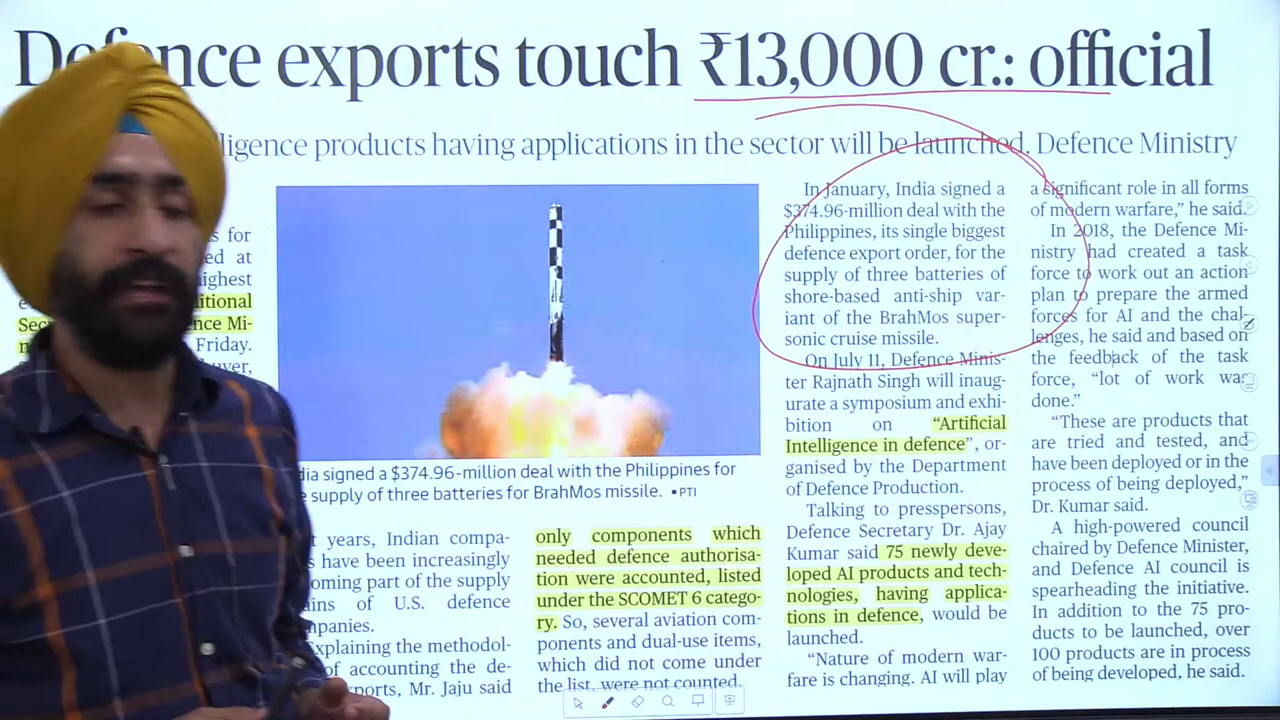 Defence exports touch ₹13,000 cr.: official
ligence products having applications in the sector will be launched. Defence Ministry
s for
ed at
ighest
itional
Sec ence Mi-
Friday.
uyer,
dia signed a $374.96-million deal with the Philippines for
e supply of three batteries for BrahMos missile. ▪ PTI
t years, Indian compa-
s have been increasingly
oming part of the supply
ains of U.S. defence
mpanies.
Explaining the methodol-
of accounting the de-
xports, Mr. Jaju said
only components which
needed defence authorisa-
tion were accounted, listed
under the SCOMET 6 catego-
ry. So, several aviation com-
ponents and dual-use items,
which did not come under
the list, were not counted.
In January, India signed a
$374.96-million deal with the
Philippines, its single biggest
defence export order, for the
supply of three batteries of
shore-based anti-ship var-
iant of the BrahMos super-
sonic cruise missile.
On July 11, Defence Minis-
ter Rajnath Singh will inaug-
urate a symposium and exhi-
bition on “Artificial
Intelligence in defence”, or-
ganised by the Department
of Defence Production.
Talking to presspersons,
Defence Secretary Dr. Ajay
Kumar said 75 newly deve-
loped AI products and tech-
nologies, having applica-
tions in defence, would be
launched.
“Nature of modern war-
fare is changing. AI will play
a significant role in all forms
of modern warfare,” he said.
In 2018, the Defence Mi-
nistry had created a task
force to work out an action
plan to prepare the armed
forces for AI and the chal-
lenges, he said and based on
the feedback of the task
force, “lot of work was
done.”
“These are products that
are tried and tested, and
have been deployed or in the
process of being deployed,”
Dr. Kumar said.
A high-powered council
chaired by Defence Minister,
and Defence AI council is
spearheading the initiative.
In addition to the 75 pro-
ducts to be launched, over
100 products are in process
of being developed, he said.